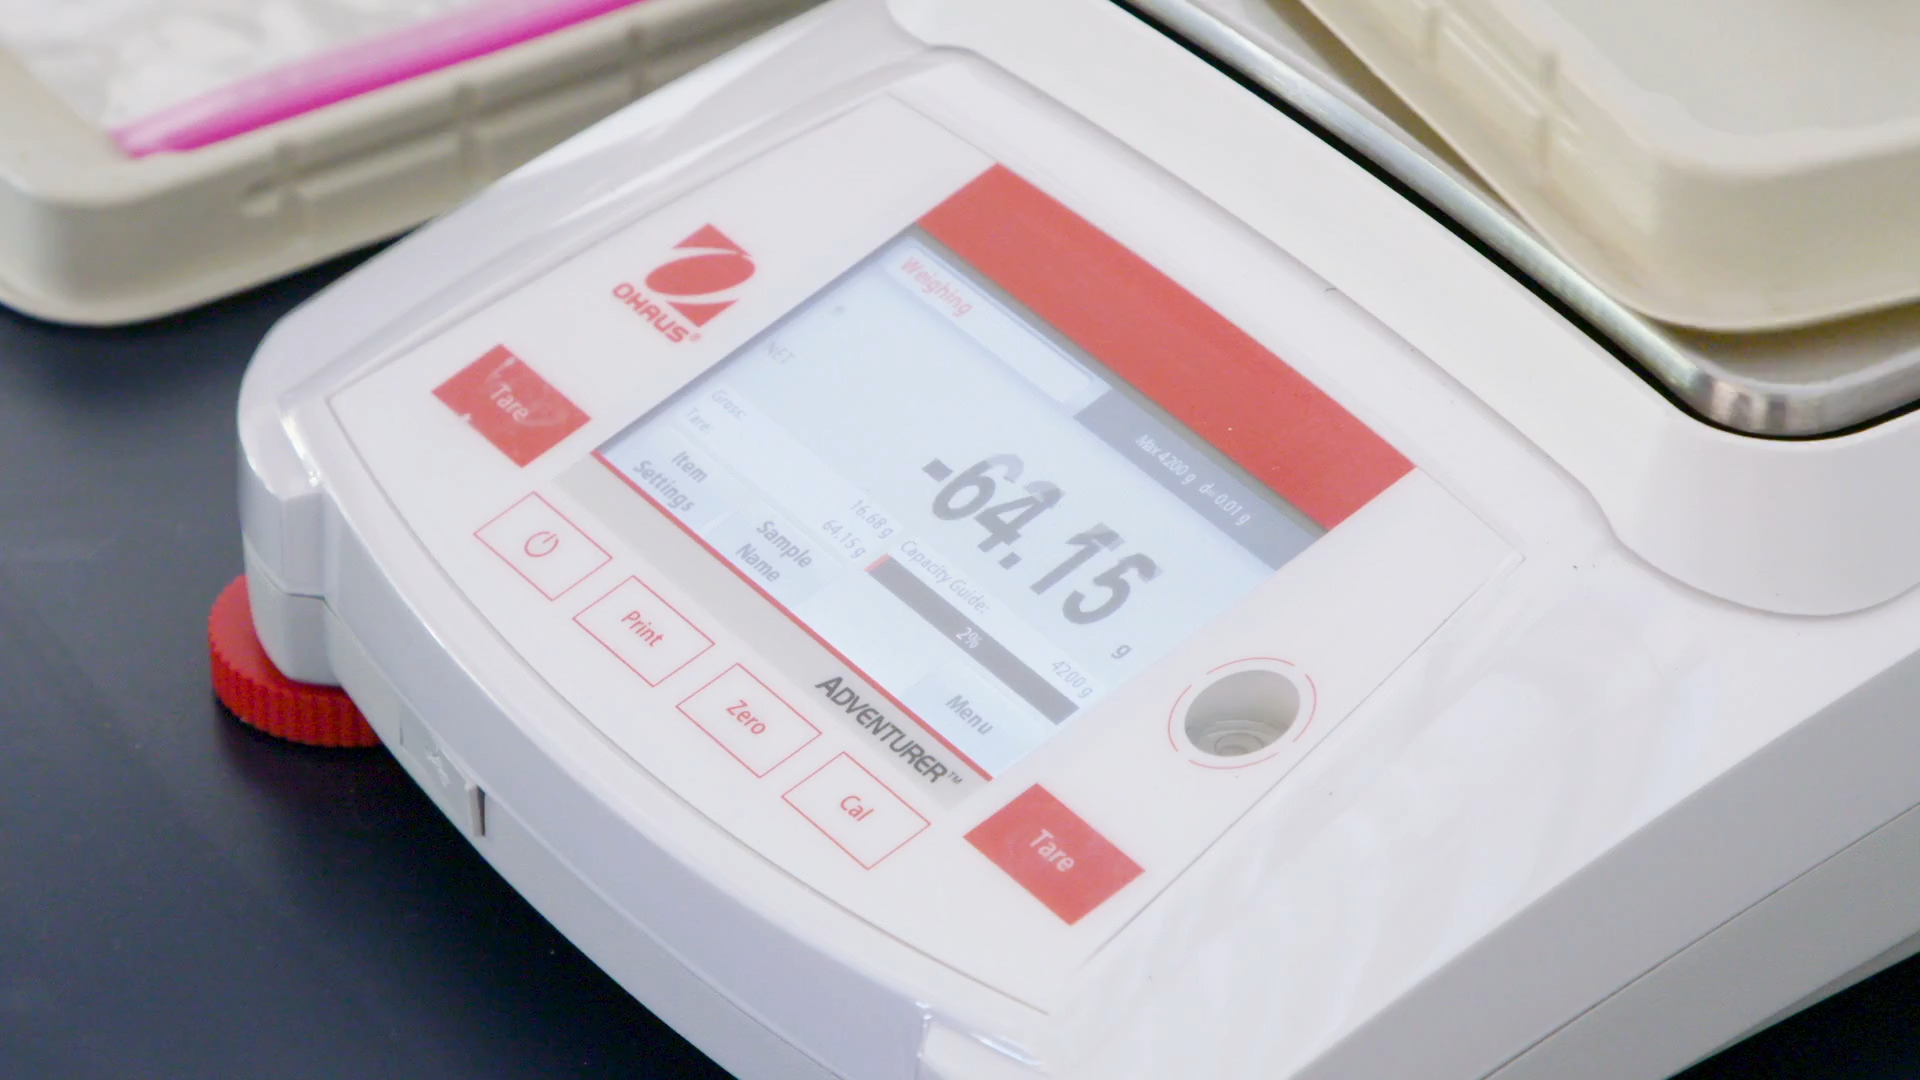 OHAUS®
Weighing
Max 4200 g d=0.01 g
NET
-64.15 g
Gross: 16.68 g
Tare: 64.15 g
Capacity Guide:
2%
4200 g
Item Settings
Sample Name
Menu
ADVENTURER™
Tare
Print
Zero
Cal
Tare